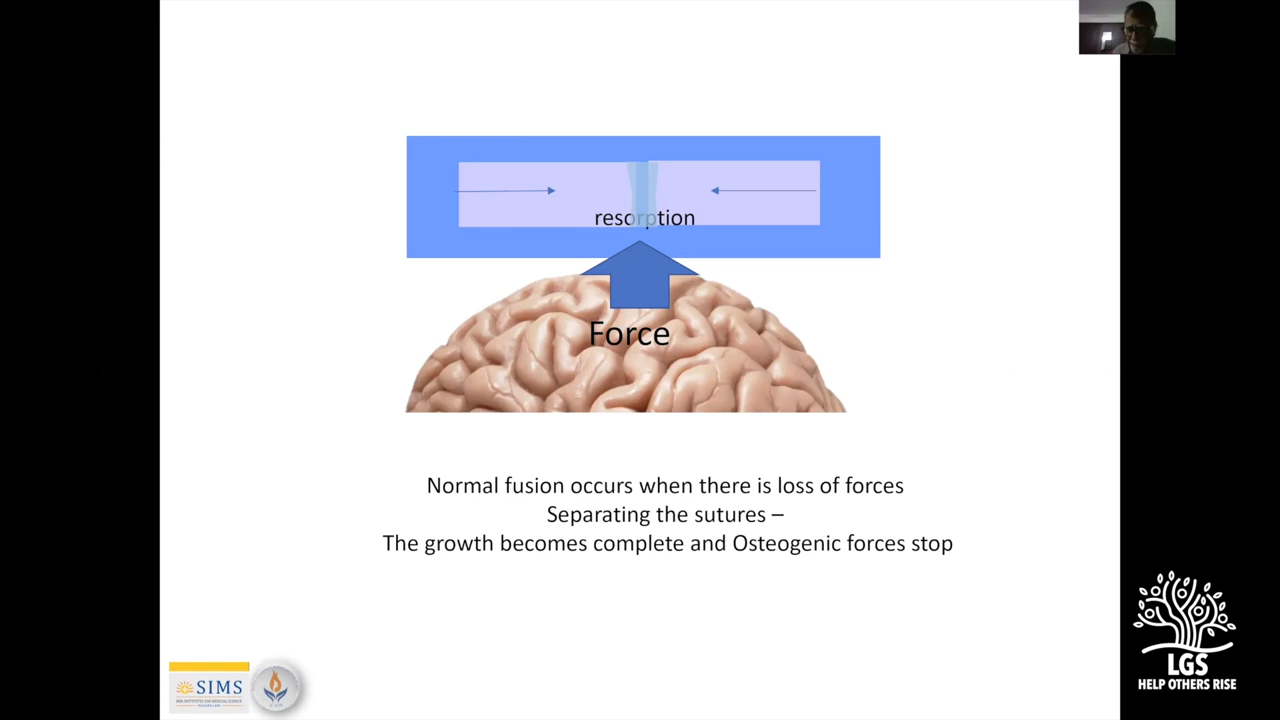 resorption
Force
Normal fusion occurs when there is loss of forces
Separating the sutures –
The growth becomes complete and Osteogenic forces stop
SIMS
LGS
HELP OTHERS RISE